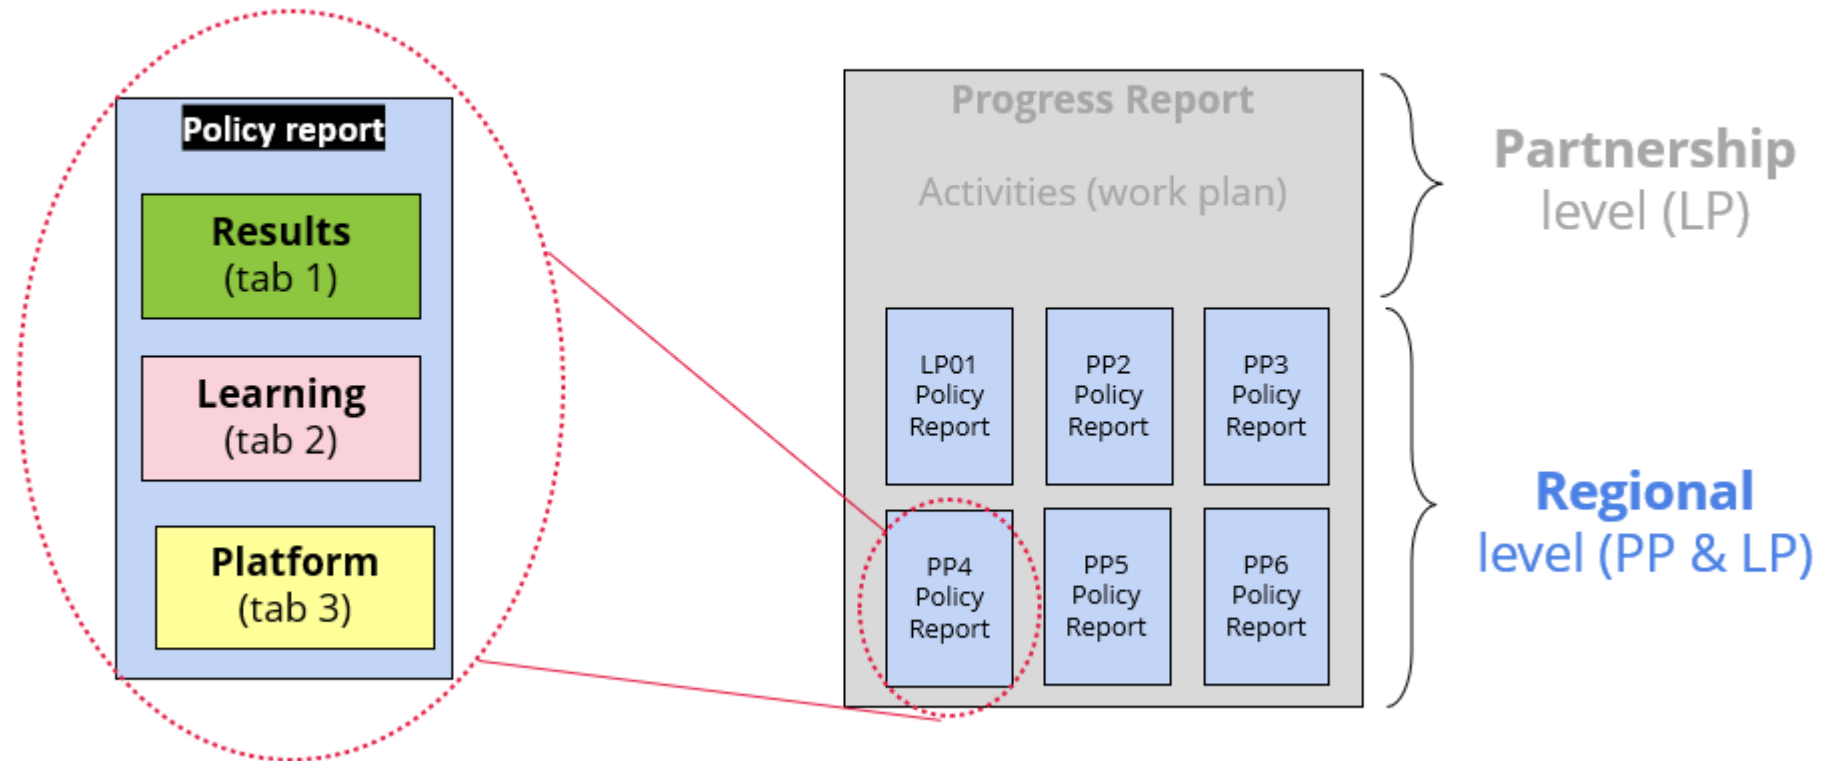 Policy report
Results
(tab 1)
Learning
(tab 2)
Platform
(tab 3)
Progress Report
Activities (work plan)
LP01
Policy
Report
PP2
Policy
Report
PP3
Policy
Report
PP4
Policy
Report
PP5
Policy
Report
PP6
Policy
Report
Partnership
level (LP)
Regional
level (PP & LP)